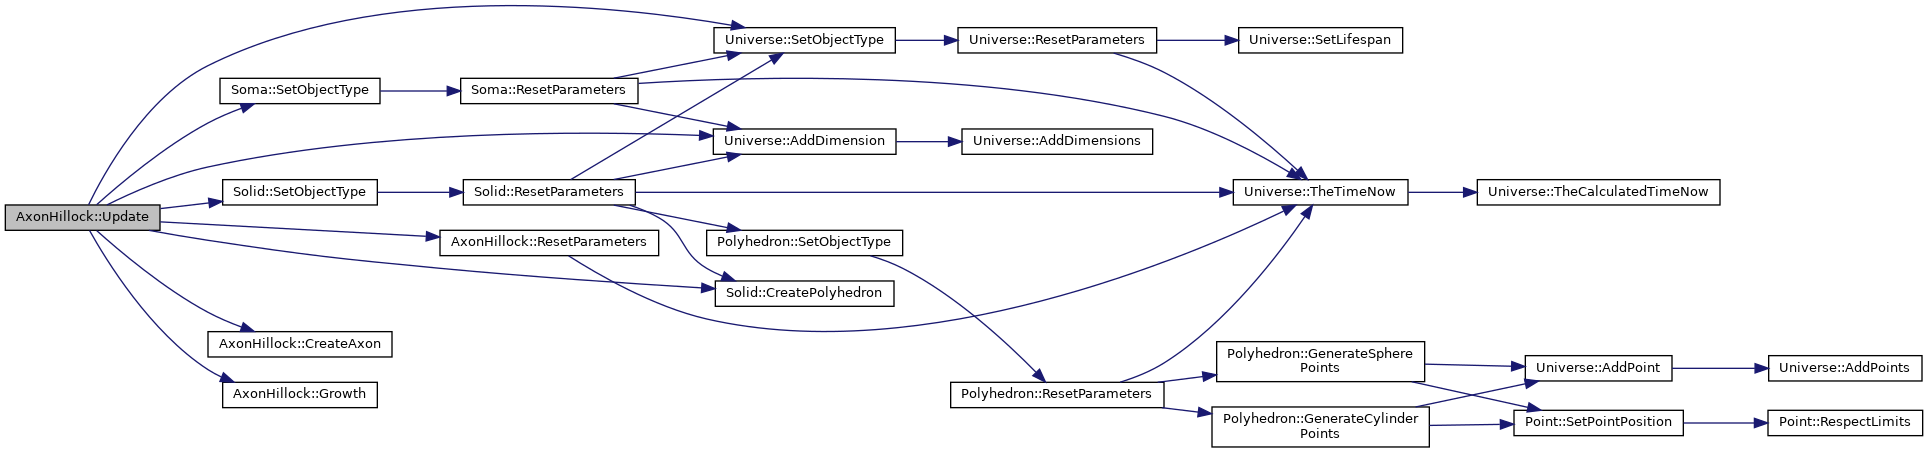 AxonHillock::Update
Soma::SetObjectType
Solid::SetObjectType
AxonHillock::CreateAxon
AxonHillock::Growth
Soma::ResetParameters
Solid::ResetParameters
AxonHillock::ResetParameters
Universe::SetObjectType
Universe::AddDimension
Polyhedron::SetObjectType
Solid::CreatePolyhedron
Universe::ResetParameters
Universe::AddDimensions
Polyhedron::ResetParameters
Universe::SetLifespan
Universe::TheTimeNow
Polyhedron::GenerateSphere
Points
Polyhedron::GenerateCylinder
Points
Universe::TheCalculatedTimeNow
Universe::AddPoint
Point::SetPointPosition
Universe::AddPoints
Point::RespectLimits